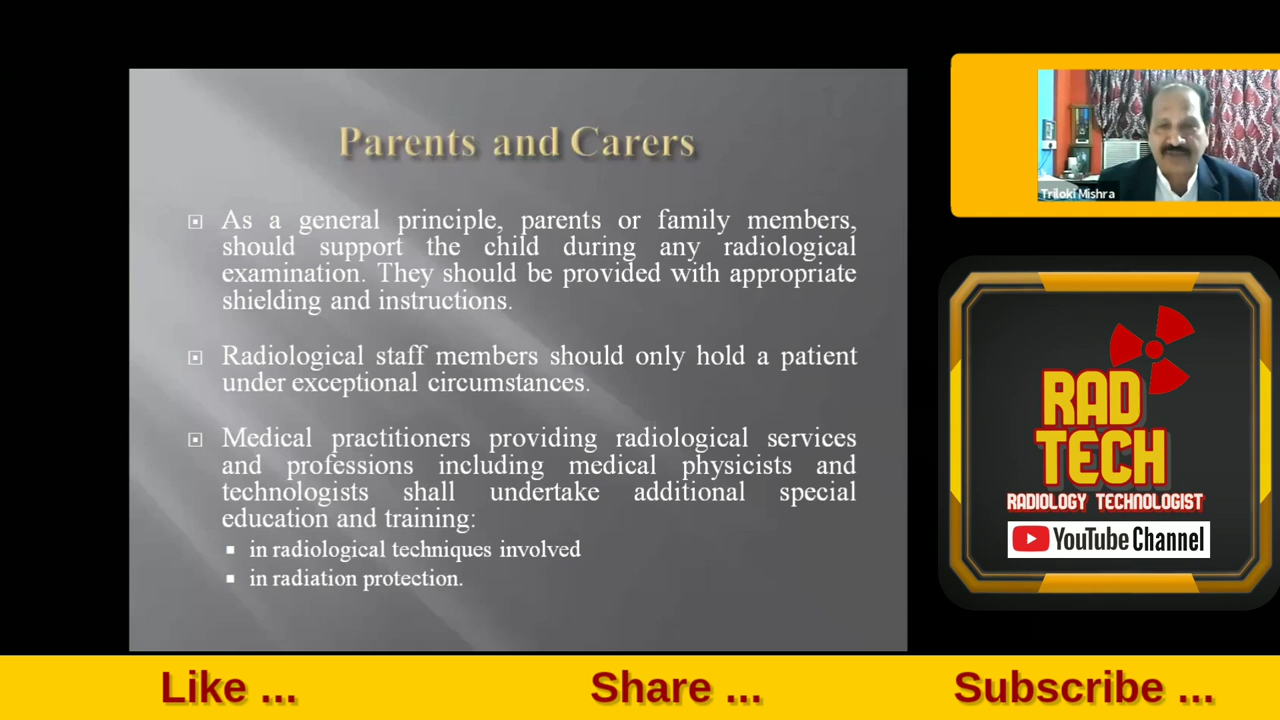 Parents and Carers
As a general principle, parents or family members,
should support the child during any radiological
examination. They should be provided with appropriate
shielding and instructions.
Radiological staff members should only hold a patient
under exceptional circumstances.
Medical practitioners providing radiological services
and professions including medical physicists and
technologists shall undertake additional special
education and training:
in radiological techniques involved
in radiation protection.
Triloki Mishra
RAD
TECH
RADIOLOGY TECHNOLOGIST
YouTube Channel
Like ...
Share ...
Subscribe ...